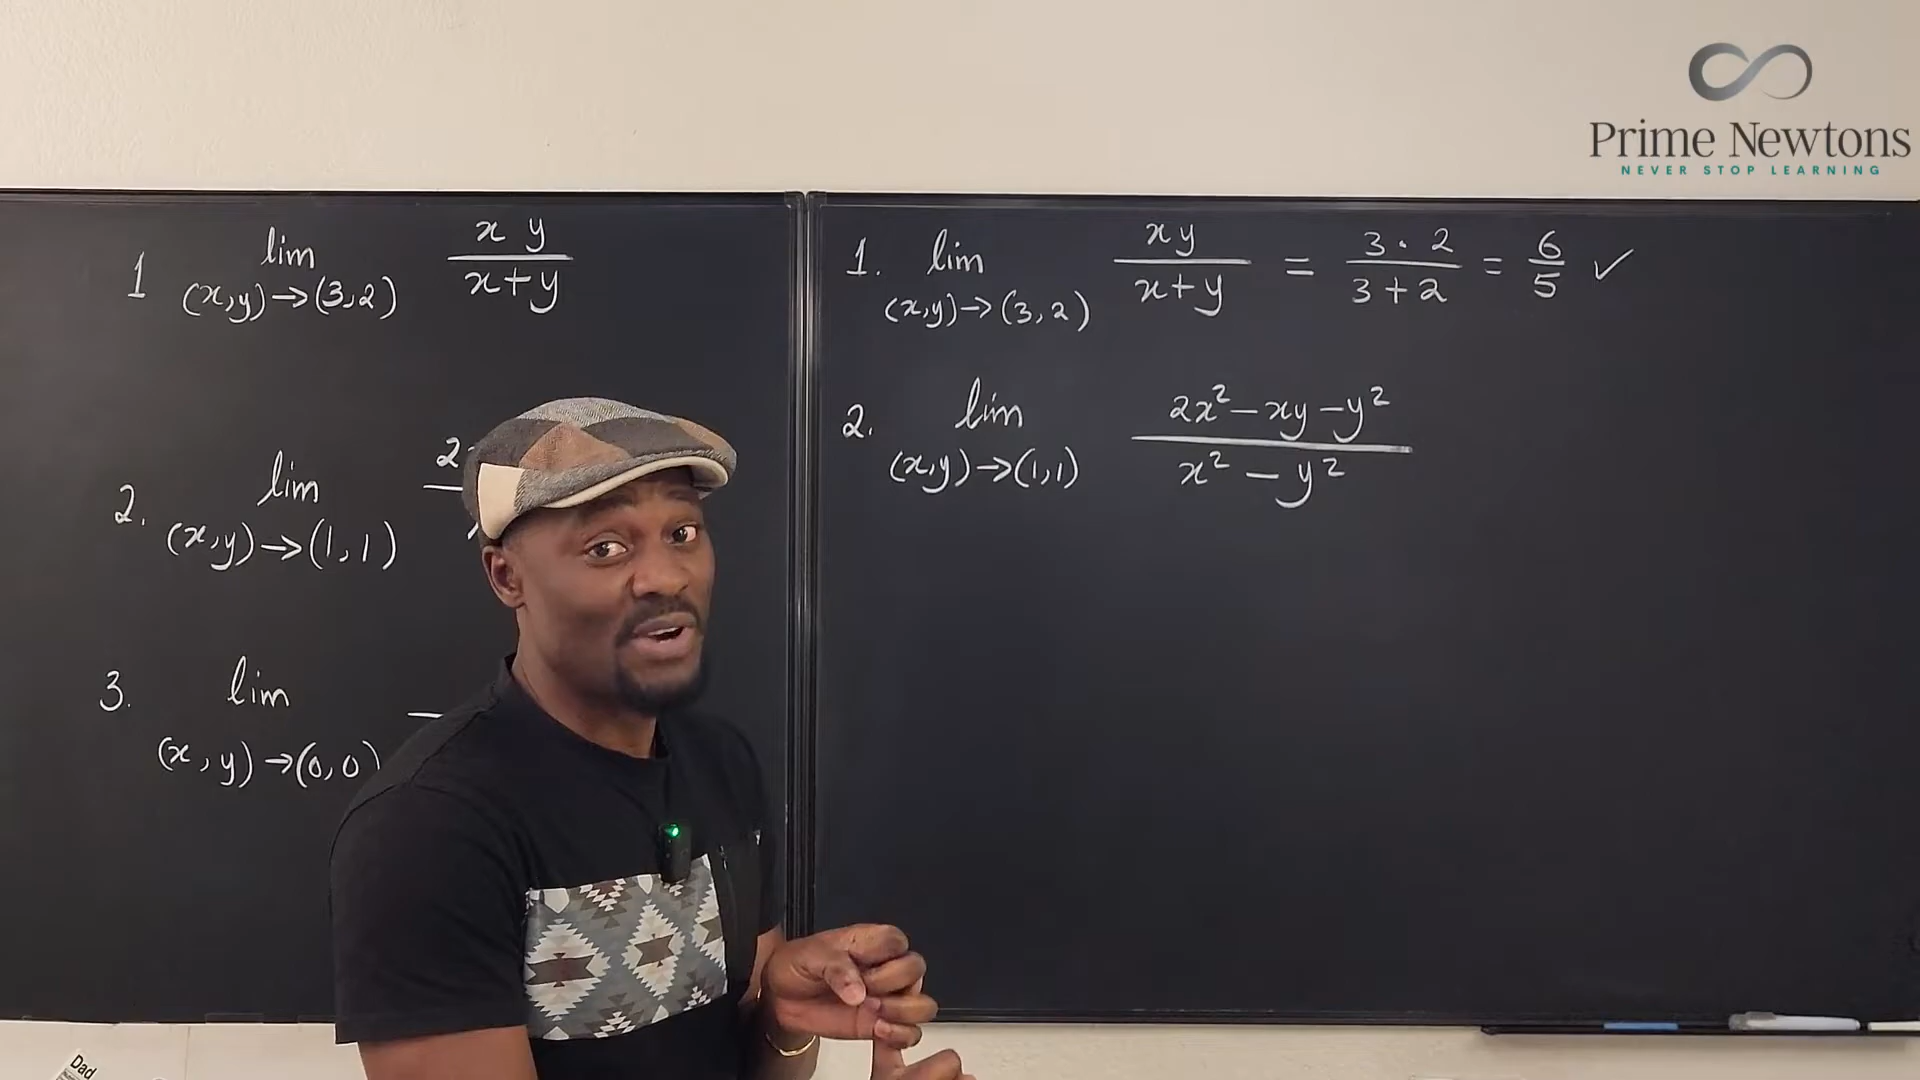 Prime Newtons
NEVER STOP LEARNING
1 lim (x,y)→(3,2) xy/x+y
2. lim (x,y)→(1,1) 2
3. lim (x,y)→(0,0)
1. lim (x,y)→(3,2) xy/x+y = 3·2/3+2 = 6/5 ✓
2. lim (x,y)→(1,1) 2x²−xy−y²/x²−y²
Dad